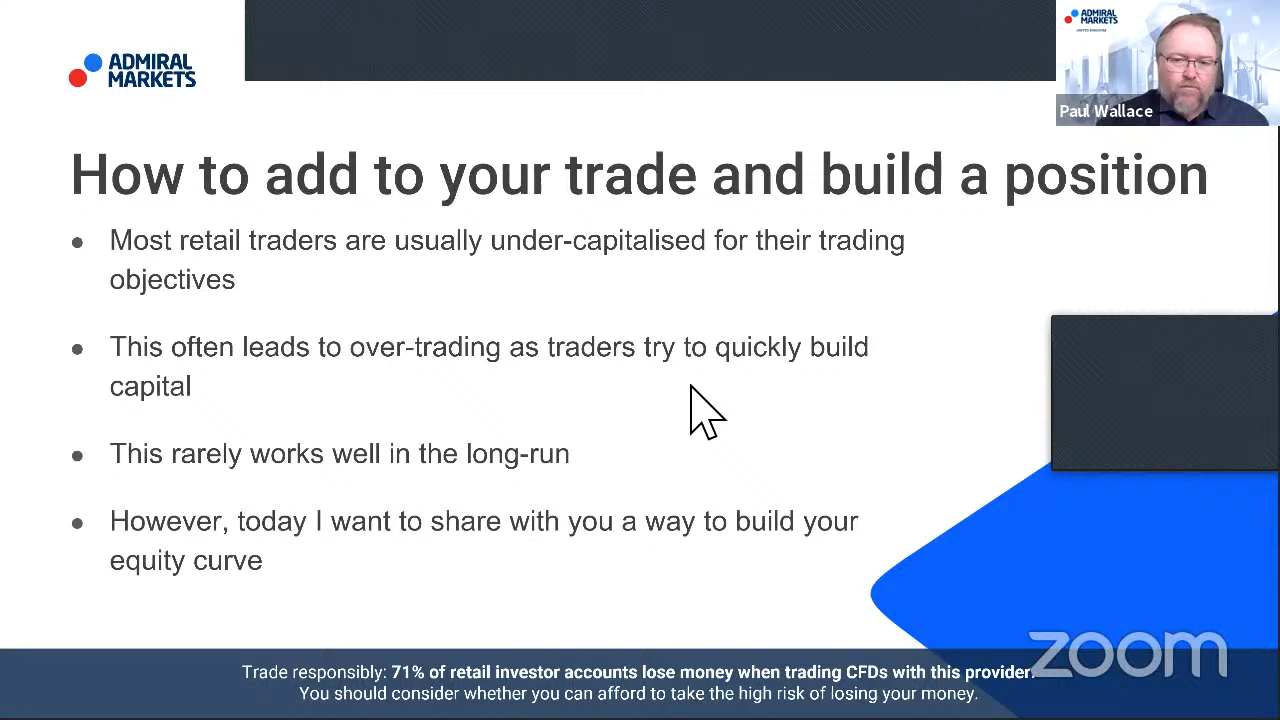 ADMIRAL
MARKETS
ADMIRAL
MARKETS
UNITED KINGDOM
Paul Wallace
How to add to your trade and build a position
● Most retail traders are usually under-capitalised for their trading
objectives
● This often leads to over-trading as traders try to quickly build
capital
● This rarely works well in the long-run
● However, today I want to share with you a way to build your
equity curve
zoom
Trade responsibly: 71% of retail investor accounts lose money when trading CFDs with this provider.
You should consider whether you can afford to take the high risk of losing your money.